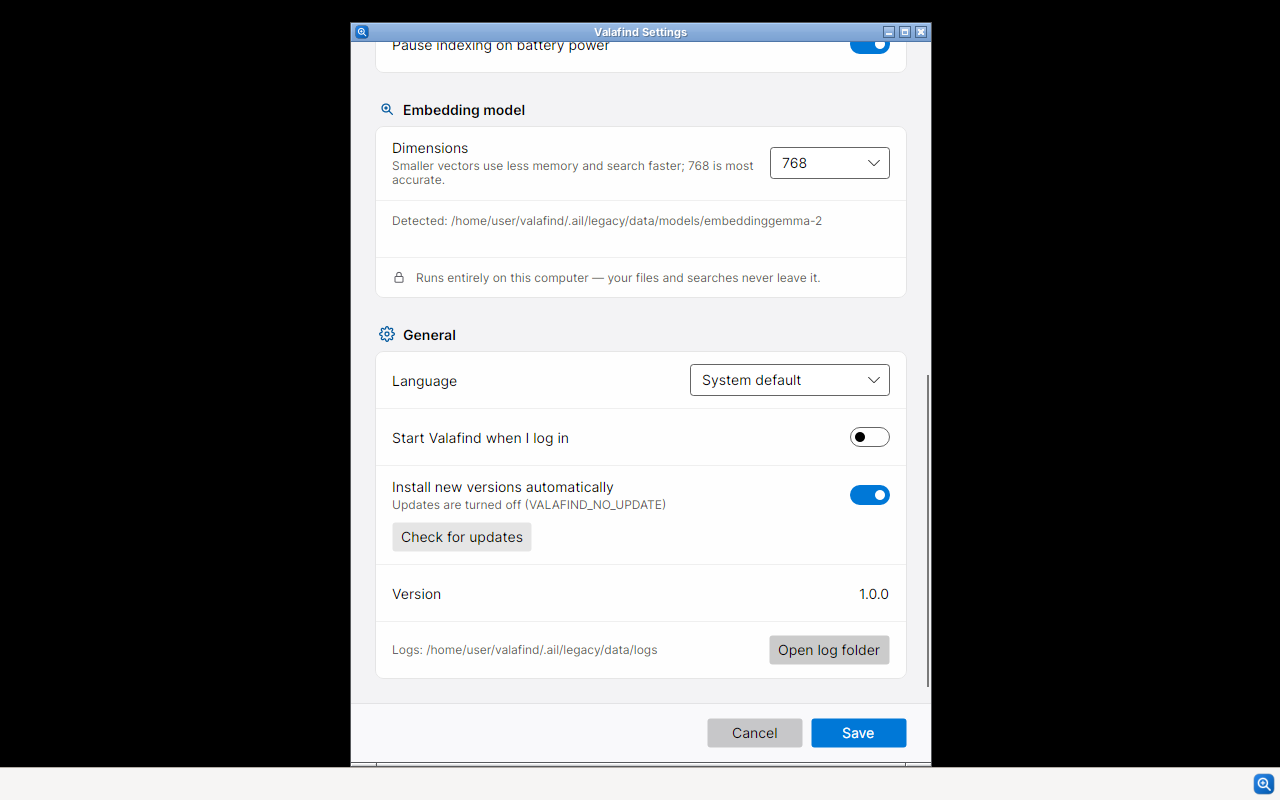 Valafind Settings
Pause indexing on battery power
Embedding model
Dimensions
Smaller vectors use less memory and search faster; 768 is most
accurate.
768
Detected: /home/user/valafind/.ail/legacy/data/models/embeddinggemma-2
Runs entirely on this computer — your files and searches never leave it.
General
Language
System default
Start Valafind when I log in
Install new versions automatically
Updates are turned off (VALAFIND_NO_UPDATE)
Check for updates
Version
1.0.0
Logs: /home/user/valafind/.ail/legacy/data/logs
Open log folder
Cancel
Save